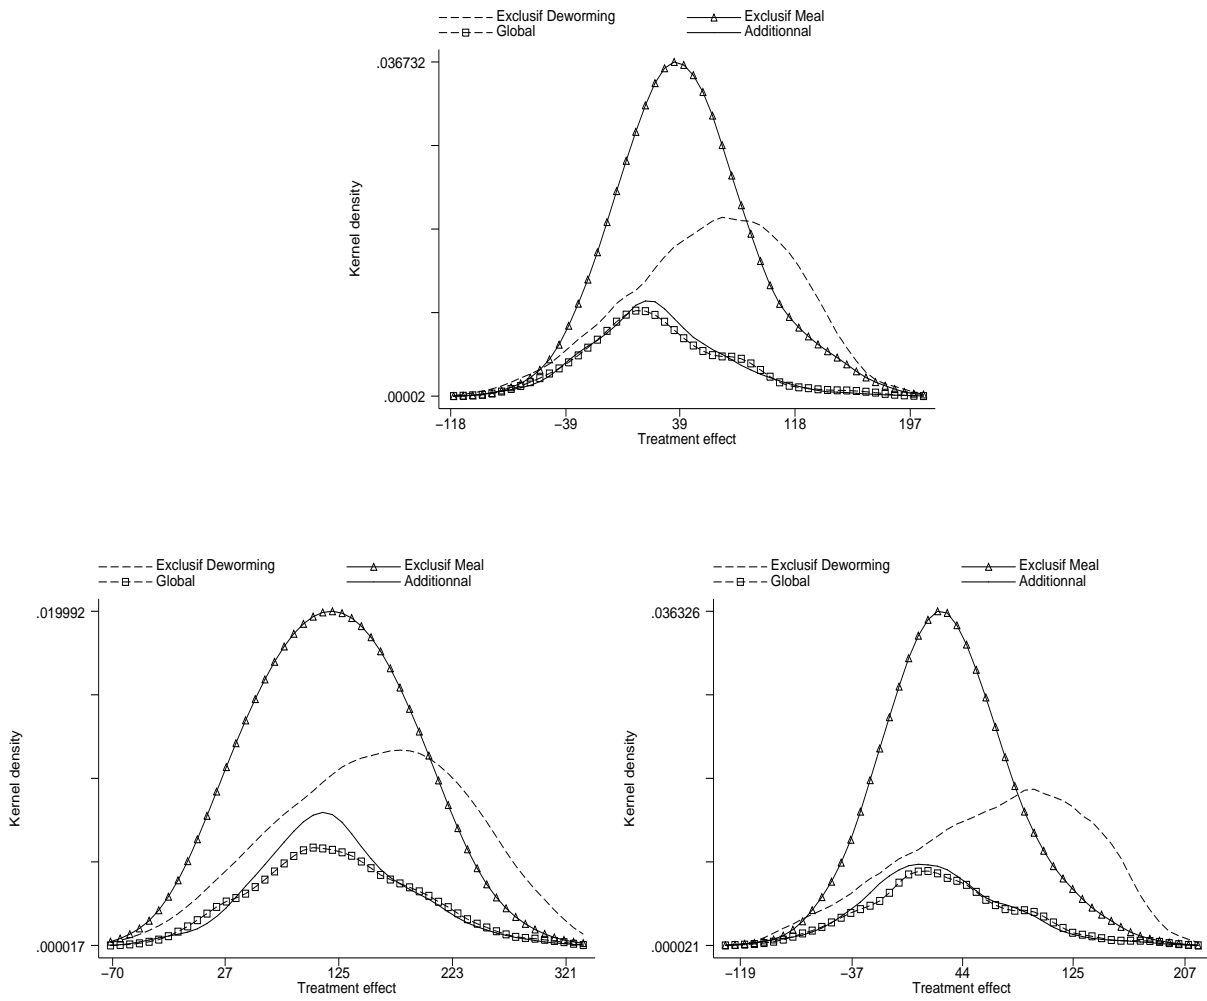 Exclusif Deworming Exclusif Meal
Global Additionnal
.036732
Kernel density
.00002
−118 −39 39 118 197
Treatment effect
Exclusif Deworming Exclusif Meal
Global Additionnal
.019992
Kernel density
.000017
−70 27 125 223 321
Treatment effect
Exclusif Deworming Exclusif Meal
Global Additionnal
.036326
Kernel density
.000021
−119 −37 44 125 207
Treatment effect